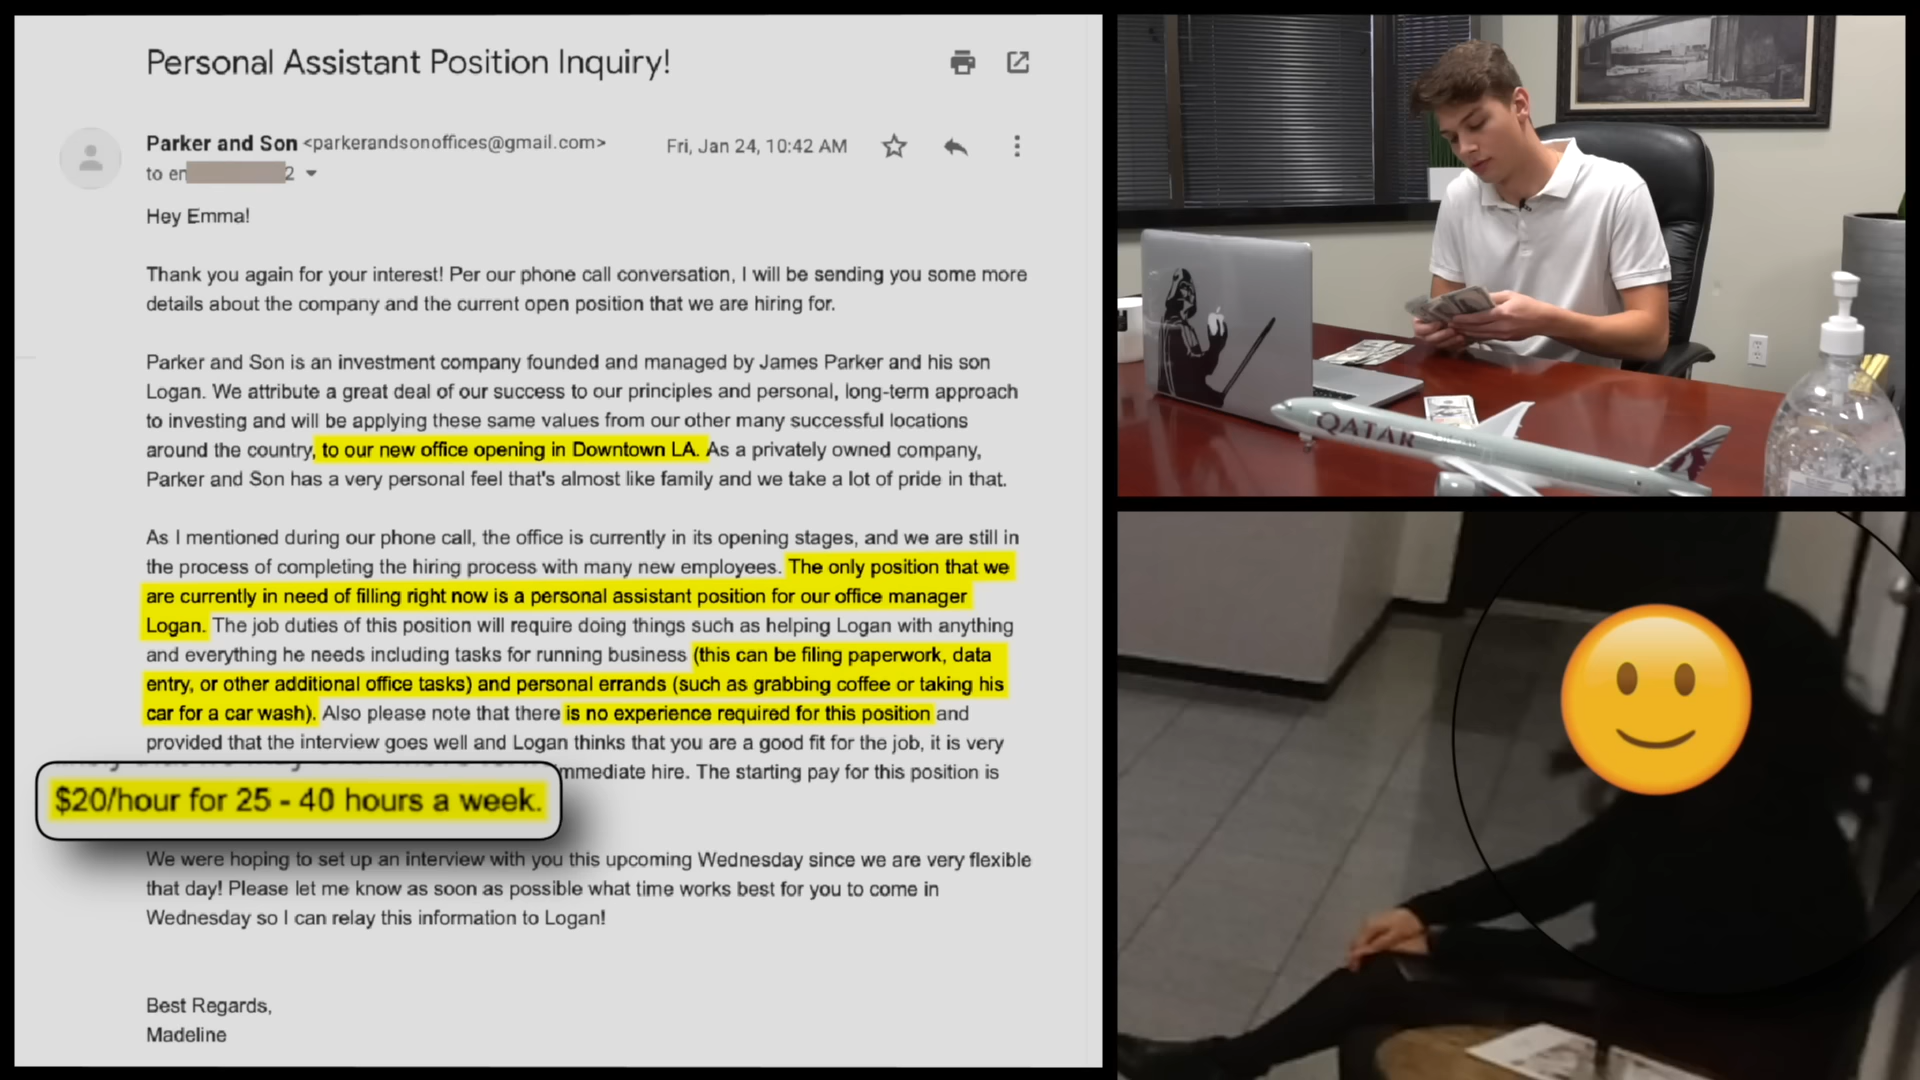 Personal Assistant Position Inquiry!
Parker and Son <parkerandsonoffices@gmail.com>
Fri, Jan 24, 10:42 AM
to en 2
Hey Emma!
Thank you again for your interest! Per our phone call conversation, I will be sending you some more
details about the company and the current open position that we are hiring for.
Parker and Son is an investment company founded and managed by James Parker and his son
Logan. We attribute a great deal of our success to our principles and personal, long-term approach
to investing and will be applying these same values from our other many successful locations
around the country, to our new office opening in Downtown LA. As a privately owned company,
Parker and Son has a very personal feel that's almost like family and we take a lot of pride in that.
As I mentioned during our phone call, the office is currently in its opening stages, and we are still in
the process of completing the hiring process with many new employees. The only position that we
are currently in need of filling right now is a personal assistant position for our office manager
Logan. The job duties of this position will require doing things such as helping Logan with anything
and everything he needs including tasks for running business (this can be filing paperwork, data
entry, or other additional office tasks) and personal errands (such as grabbing coffee or taking his
car for a car wash). Also please note that there is no experience required for this position and
provided that the interview goes well and Logan thinks that you are a good fit for the job, it is very
mmediate hire. The starting pay for this position is
$20/hour for 25 - 40 hours a week.
We were hoping to set up an interview with you this upcoming Wednesday since we are very flexible
that day! Please let me know as soon as possible what time works best for you to come in
Wednesday so I can relay this information to Logan!
Best Regards,
Madeline
QATAR